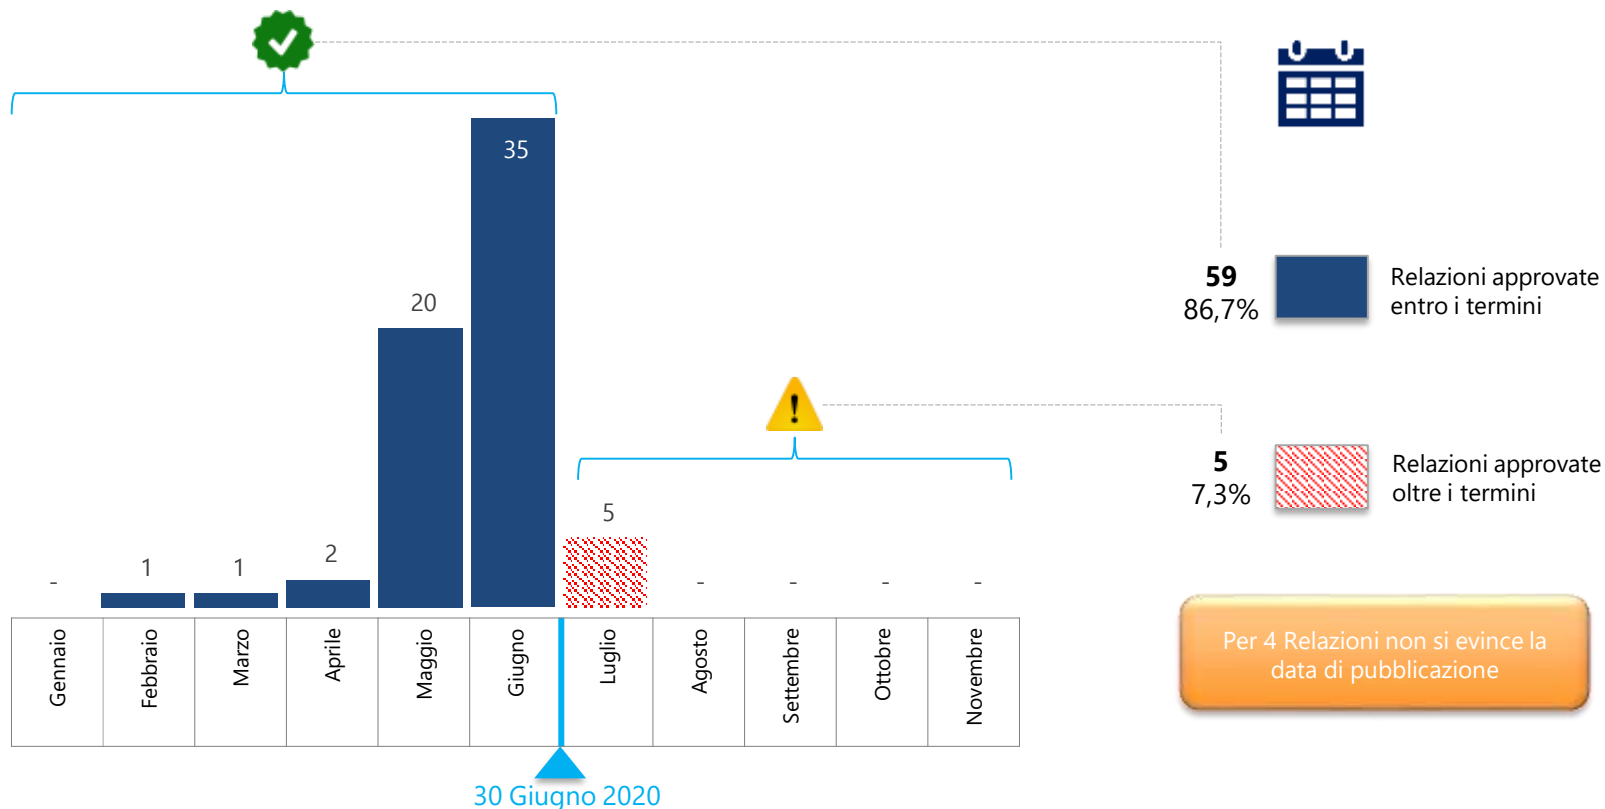 35
20
2
1
1
-
5
-
-
-
-
Gennaio
Febbraio
Marzo
Aprile
Maggio
Giugno
Luglio
Agosto
Settembre
Ottobre
Novembre
30 Giugno 2020
59
86,7%
Relazioni approvate
entro i termini
5
7,3%
Relazioni approvate
oltre i termini
Per 4 Relazioni non si evince la
data di pubblicazione